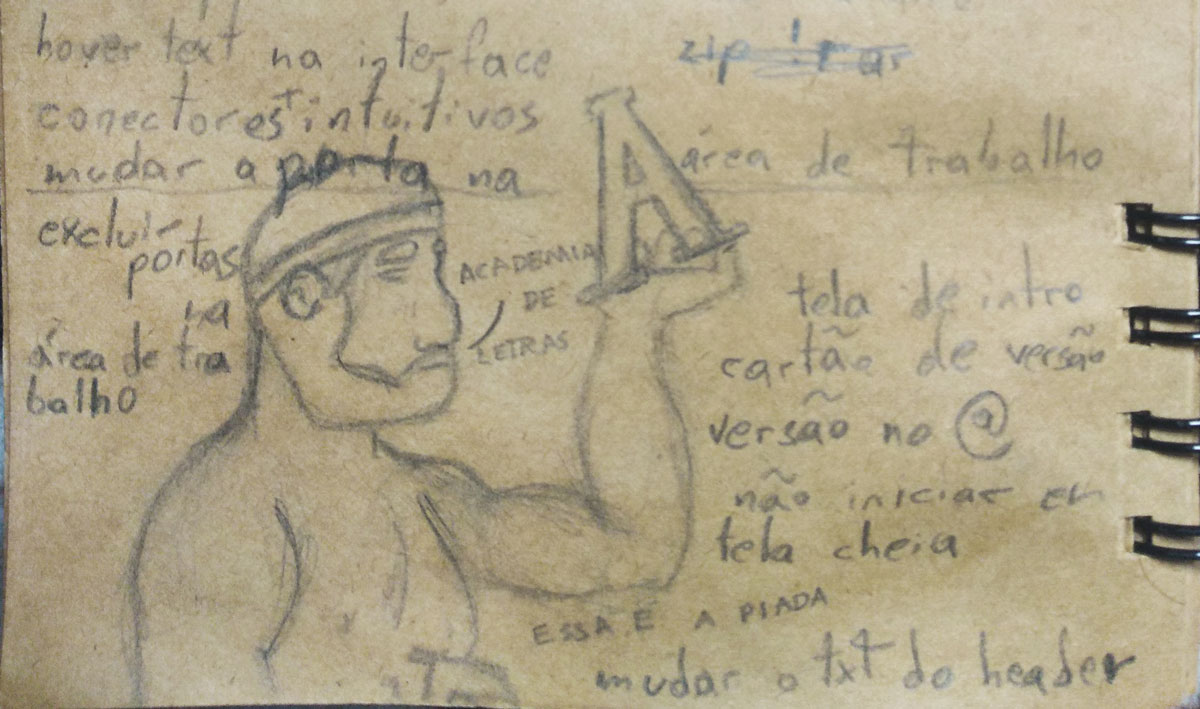 hover text na interface
conectores + intuitivos
mudar a porta na área de trabalho
excluir
portas
na
área de tra
balho
zip rar
A
ACADEMIA
DE
LETRAS
tela de intro
cartão de versão
versão no @
não iniciar em
tela cheia
ESSA É A PIADA
mudar o txt do header